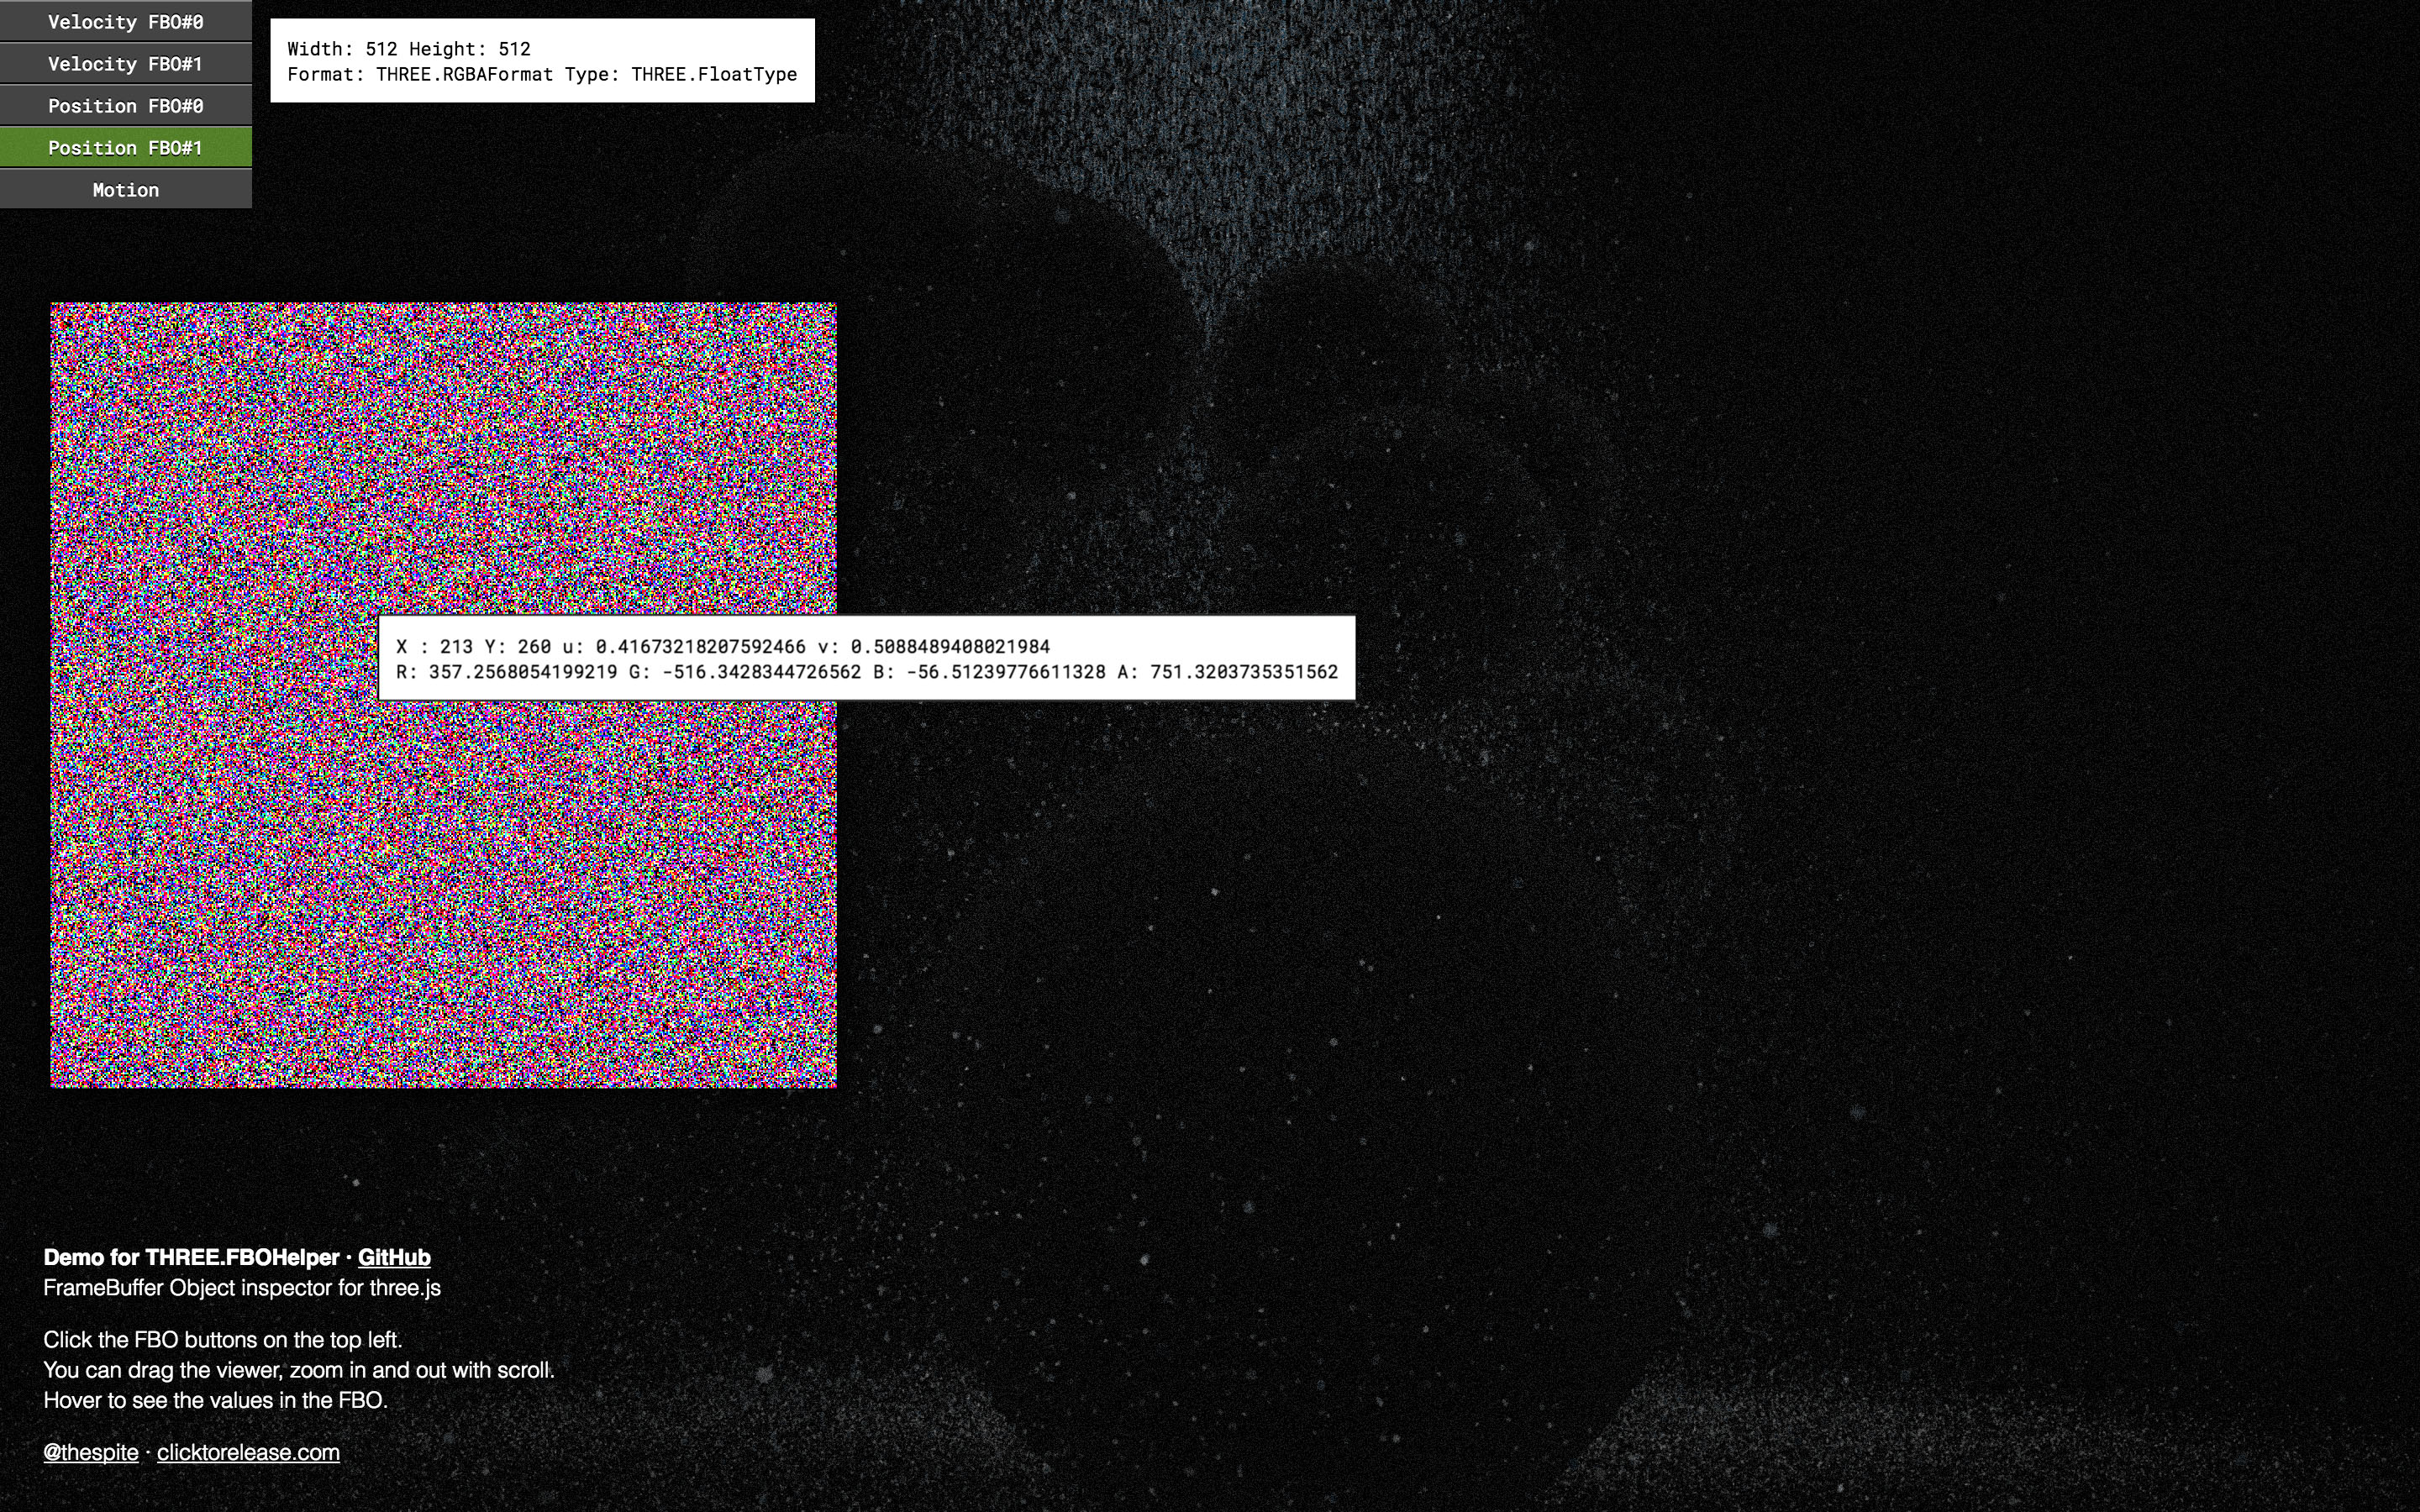 Velocity FBO#0
Velocity FBO#1
Position FBO#0
Position FBO#1
Motion
Width: 512 Height: 512
Format: THREE.RGBAFormat Type: THREE.FloatType
X : 213 Y: 260 u: 0.41673218207592466 v: 0.5088489408021984
R: 357.2568054199219 G: -516.3428344726562 B: -56.51239776611328 A: 751.3203735351562
Demo for THREE.FBOHelper · GitHub
FrameBuffer Object inspector for three.js
Click the FBO buttons on the top left.
You can drag the viewer, zoom in and out with scroll.
Hover to see the values in the FBO.
@thespite · clicktorelease.com